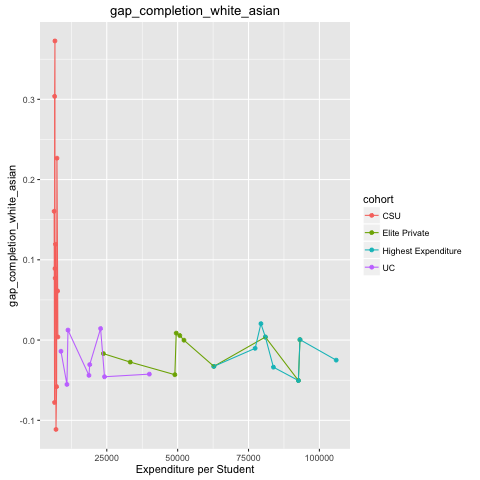 gap_completion_white_asian
gap_completion_white_asian
0.3
0.2
0.1
0.0
-0.1
25000 50000 75000 100000
Expenditure per Student
cohort
CSU
Elite Private
Highest Expenditure
UC